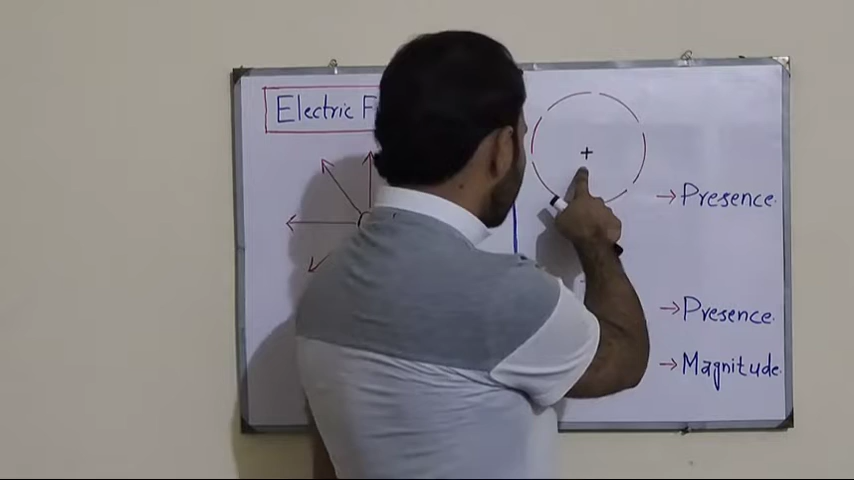 Electric
+
→ Presence.
→ Presence.
→ Magnitude.